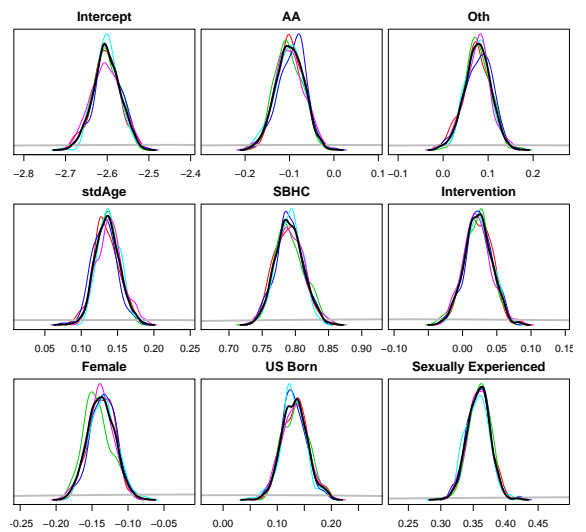 Intercept AA Oth
−2.8 −2.7 −2.6 −2.5 −2.4 −0.2 −0.1 0.0 0.1 −0.1 0.0 0.1 0.2
stdAge SBHC Intervention
0.05 0.10 0.15 0.20 0.25 0.70 0.75 0.80 0.85 0.90 −0.10 0.00 0.05 0.10 0.15
Female US Born Sexually Experienced
−0.25 −0.20 −0.15 −0.10 −0.05 0.00 0.10 0.20 0.25 0.30 0.35 0.40 0.45